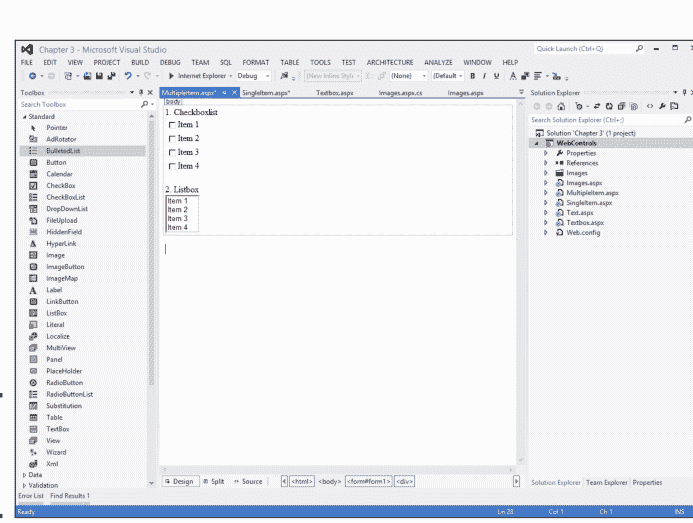 Chapter 3 - Microsoft Visual Studio
Quick Launch (Ctrl+Q)
FILE EDIT VIEW PROJECT BUILD DEBUG TEAM SQL FORMAT TABLE TOOLS TEST ARCHITECTURE ANALYZE WINDOW HELP
Internet Explorer Debug (New Inline Style (None) (Default B I U A
Toolbox
MultipleItem.aspx* SingleItem.aspx* Textbox.aspx Images.aspx.cs Images.aspx
Solution Explorer
Search Toolbox
Standard
Pointer
AdRotator
BulletedList
Button
Calendar
CheckBox
CheckBoxList
DropDownList
FileUpload
HiddenField
HyperLink
Image
ImageButton
ImageMap
Label
LinkButton
ListBox
Literal
Localize
MultiView
Panel
PlaceHolder
RadioButton
RadioButtonList
Substitution
Table
TextBox
View
Wizard
Xml
Data
Validation
Error List Find Results 1
body
1. Checkboxlist
Item 1
Item 2
Item 3
Item 4
2. Listbox
Item 1
Item 2
Item 3
Item 4
Design Split Source <html> <body> <form#form1> <div>
Search Solution Explorer (Ctrl+;)
Solution 'Chapter 3' (1 project)
WebControls
Properties
References
Images
Images.aspx
MultipleItem.aspx
SingleItem.aspx
Text.aspx
Textbox.aspx
Web.config
Solution Explorer Team Explorer Properties
Ready Ln 28 Col 1 Ch 1 INS